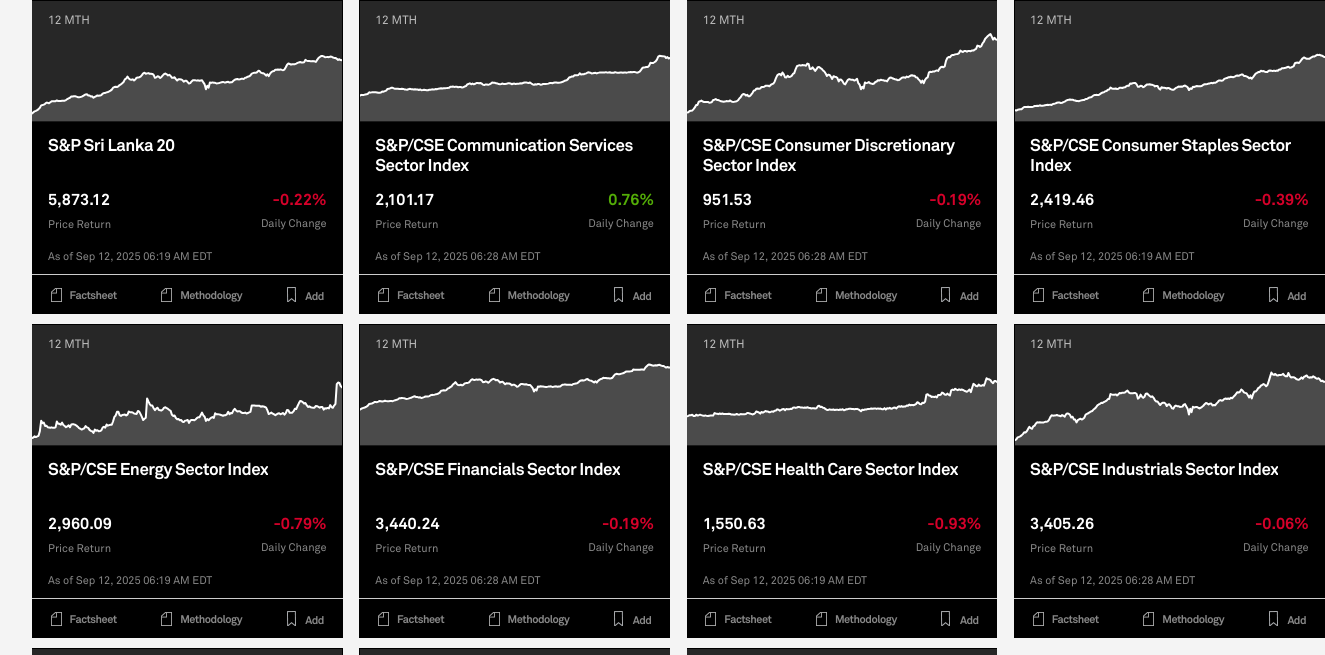 12 MTH
S&P Sri Lanka 20
5,873.12
-0.22%
Price Return
Daily Change
As of Sep 12, 2025 06:19 AM EDT
Factsheet
Methodology
Add
12 MTH
S&P/CSE Communication Services
Sector Index
2,101.17
0.76%
Price Return
Daily Change
As of Sep 12, 2025 06:28 AM EDT
Factsheet
Methodology
Add
12 MTH
S&P/CSE Consumer Discretionary
Sector Index
951.53
-0.19%
Price Return
Daily Change
As of Sep 12, 2025 06:28 AM EDT
Factsheet
Methodology
Add
12 MTH
S&P/CSE Consumer Staples Sector
Index
2,419.46
-0.39%
Price Return
Daily Change
As of Sep 12, 2025 06:19 AM EDT
Factsheet
Methodology
Add
12 MTH
S&P/CSE Energy Sector Index
2,960.09
-0.79%
Price Return
Daily Change
As of Sep 12, 2025 06:19 AM EDT
Factsheet
Methodology
Add
12 MTH
S&P/CSE Financials Sector Index
3,440.24
-0.19%
Price Return
Daily Change
As of Sep 12, 2025 06:28 AM EDT
Factsheet
Methodology
Add
12 MTH
S&P/CSE Health Care Sector Index
1,550.63
-0.93%
Price Return
Daily Change
As of Sep 12, 2025 06:19 AM EDT
Factsheet
Methodology
Add
12 MTH
S&P/CSE Industrials Sector Index
3,405.26
-0.06%
Price Return
Daily Change
As of Sep 12, 2025 06:28 AM EDT
Factsheet
Methodology
Add